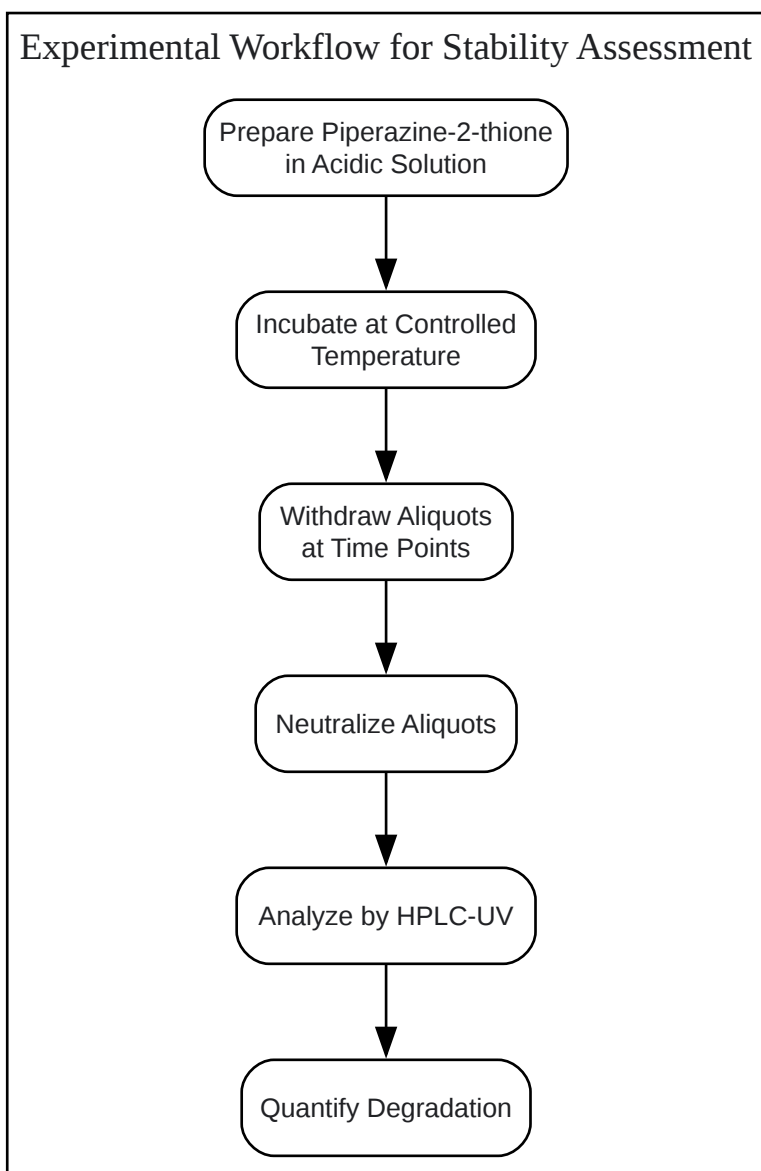 Experimental Workflow for Stability Assessment
Prepare Piperazine-2-thione
in Acidic Solution
Incubate at Controlled
Temperature
Withdraw Aliquots
at Time Points
Neutralize Aliquots
Analyze by HPLC-UV
Quantify Degradation